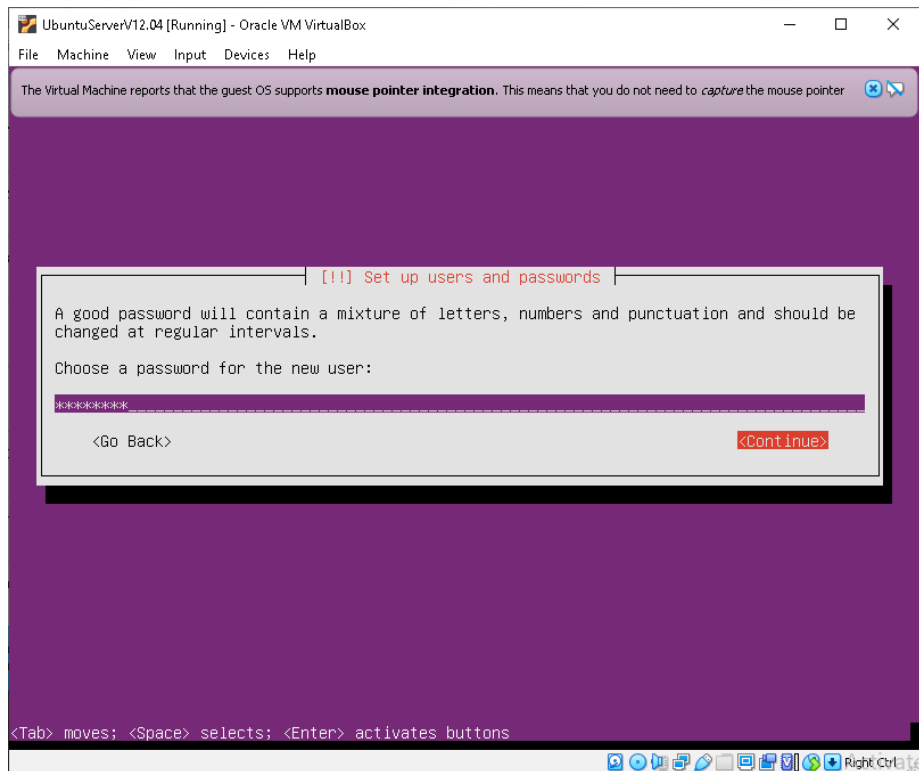 UbuntuServerV12.04 [Running] - Oracle VM VirtualBox
File Machine View Input Devices Help
The Virtual Machine reports that the guest OS supports mouse pointer integration. This means that you do not need to capture the mouse pointer
[!!] Set up users and passwords
A good password will contain a mixture of letters, numbers and punctuation and should be
changed at regular intervals.
Choose a password for the new user:
********
<Go Back> <Continue>
<Tab> moves; <Space> selects; <Enter> activates buttons
Right Ctrl